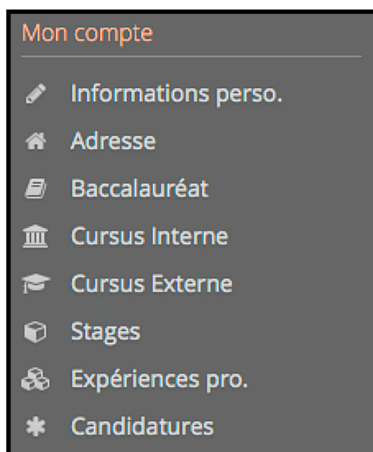 Mon compte
Informations perso.
Adresse
Baccalauréat
Cursus Interne
Cursus Externe
Stages
Expériences pro.
Candidatures